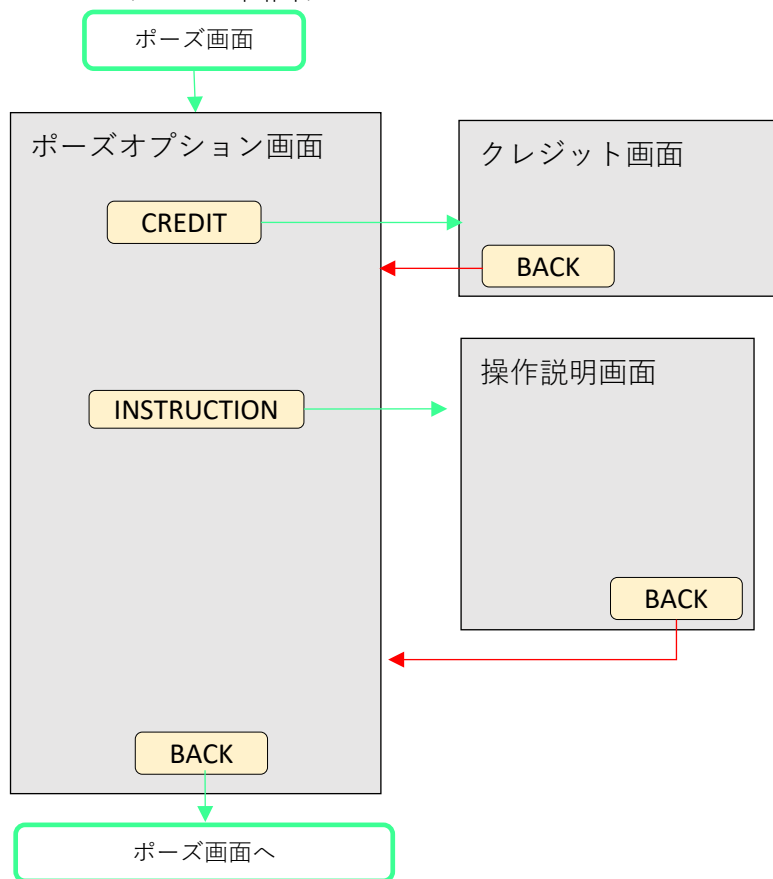 ポーズ画面
ポーズオプション画面
クレジット画面
CREDIT
BACK
操作説明画面
INSTRUCTION
BACK
BACK
ポーズ画面へ